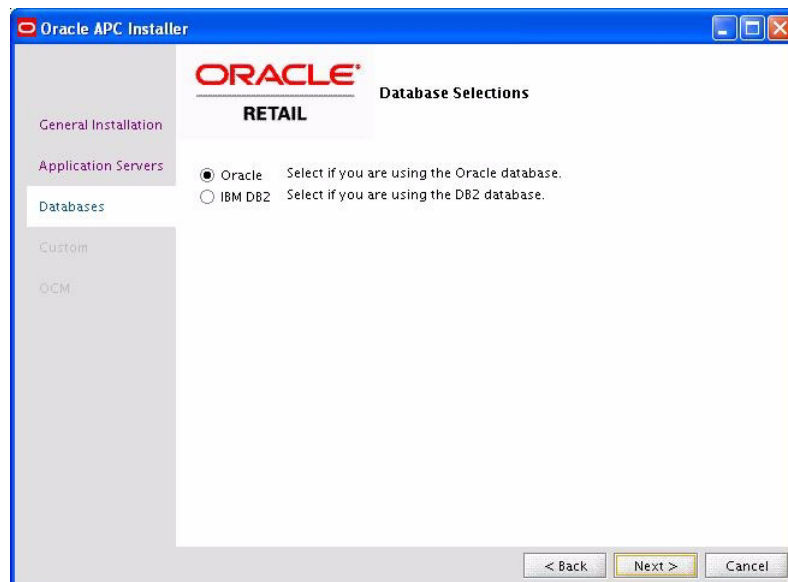 Oracle APC Installer
ORACLE
RETAIL
Database Selections
General Installation
Application Servers
Databases
Custom
OCM
Oracle Select if you are using the Oracle database.
IBM DB2 Select if you are using the DB2 database.
< Back Next > Cancel